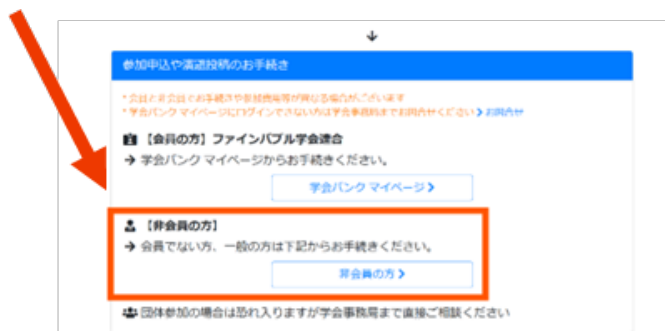 参加申込や演題投稿のお手続き
*会員と非会員でお手続きや参加費用等が異なる場合がございます
*学会バンク マイページにログインできない方は学会事務局までお問合せください > お問合せ
【会員の方】ファインバブル学会連合
→ 学会バンク マイページからお手続きください。
学会バンク マイページ >
【非会員の方】
→ 会員でない方、一般の方は下記からお手続きください。
非会員の方 >
団体参加の場合は恐れ入りますが学会事務局まで直接ご相談ください